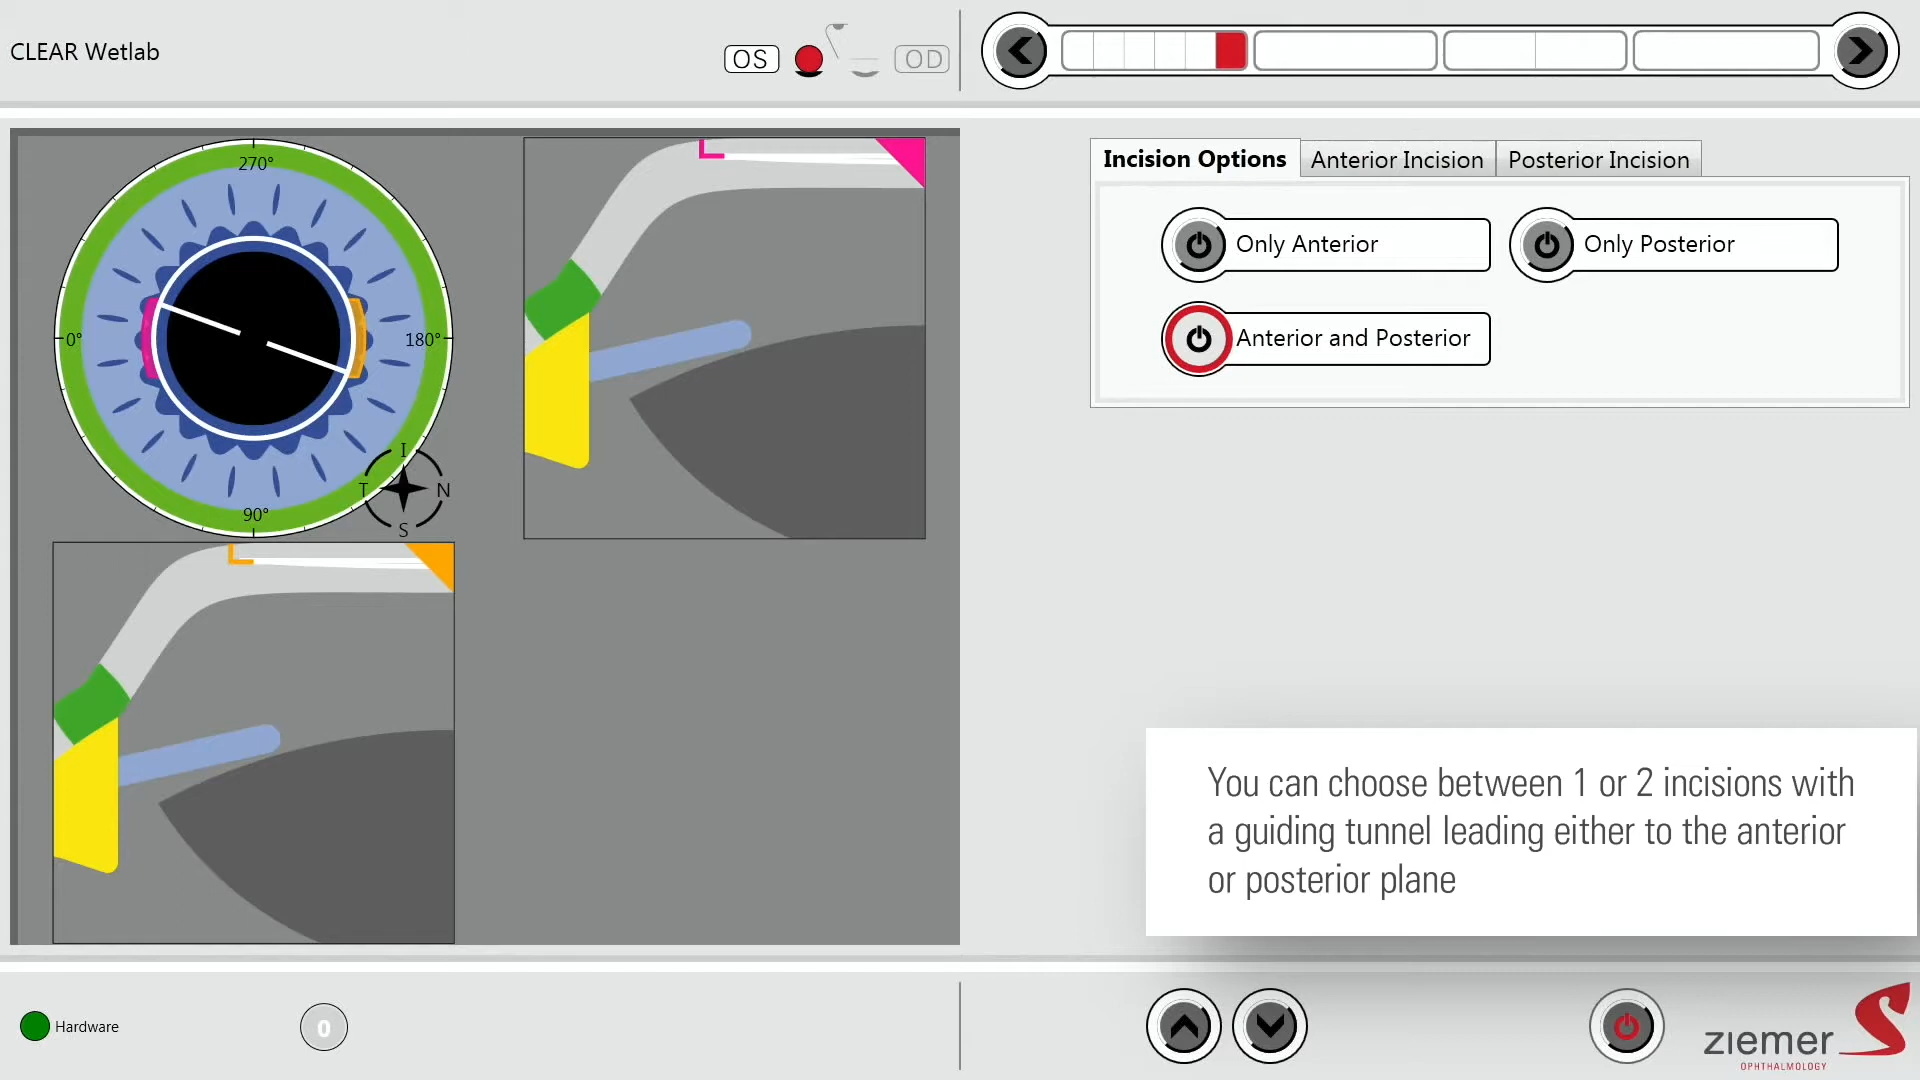 CLEAR Wetlab
OS
OD
270°
0°
180°
90°
I
T
N
S
Incision Options
Anterior Incision
Posterior Incision
Only Anterior
Only Posterior
Anterior and Posterior
You can choose between 1 or 2 incisions with
a guiding tunnel leading either to the anterior
or posterior plane
Hardware
0
ziemer
OPHTHALMOLOGY